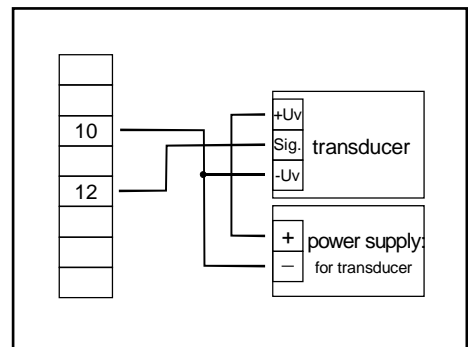 10
12
+Uv
Sig.
-Uv
transducer
+
−
power supply:
for transducer